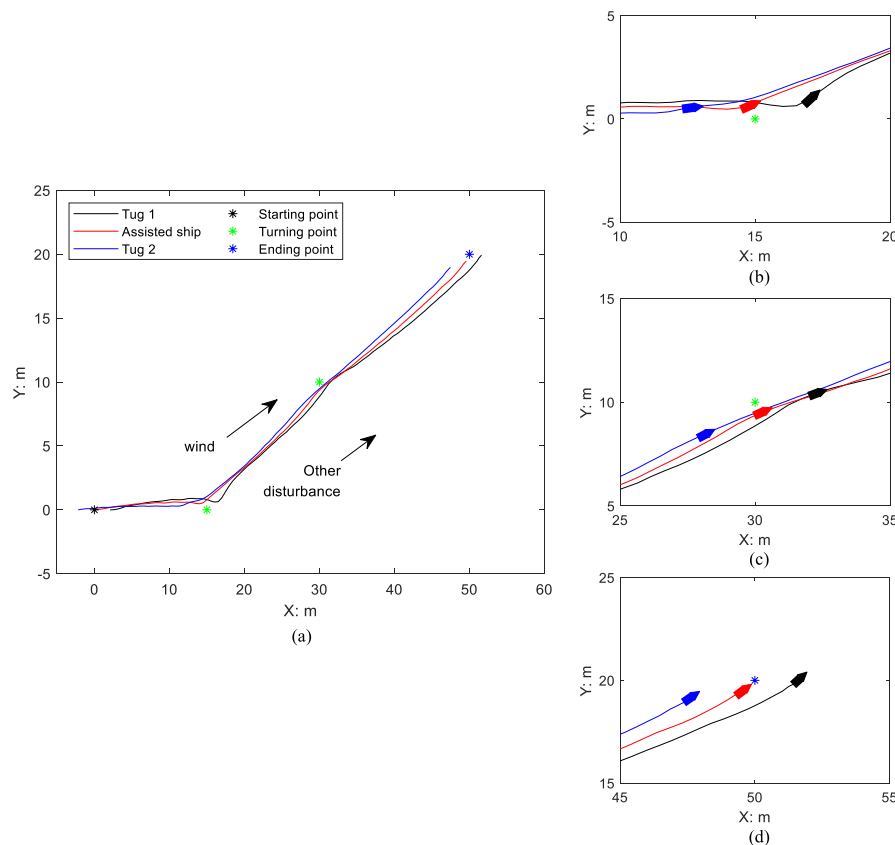 25
20
15
10
5
0
-5
Y: m
Tug 1
Assisted ship
Tug 2
Starting point
Turning point
Ending point
wind
Other
disturbance
0
10
20
30
40
50
60
X: m
(a)
5
0
-5
Y: m
10
15
20
X: m
(b)
15
10
5
Y: m
25
30
35
X: m
(c)
25
20
15
Y: m
45
50
55
X: m
(d)